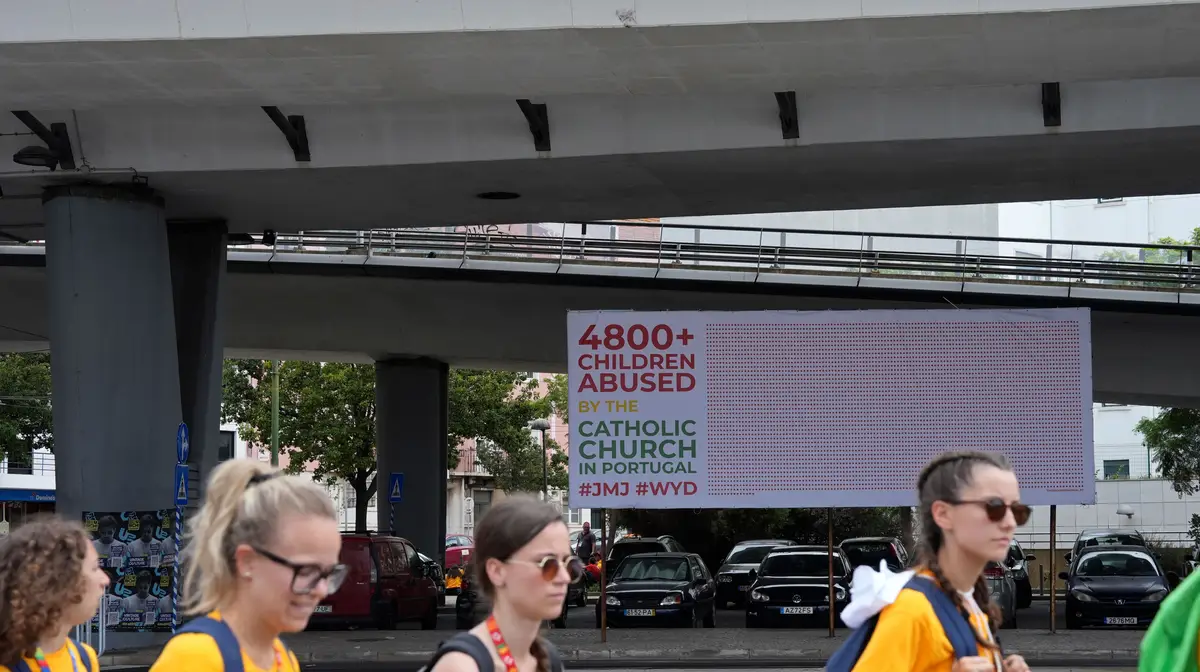 4800+
CHILDREN
ABUSED
BY THE
CATHOLIC
CHURCH
IN PORTUGAL
#JMJ #WYD